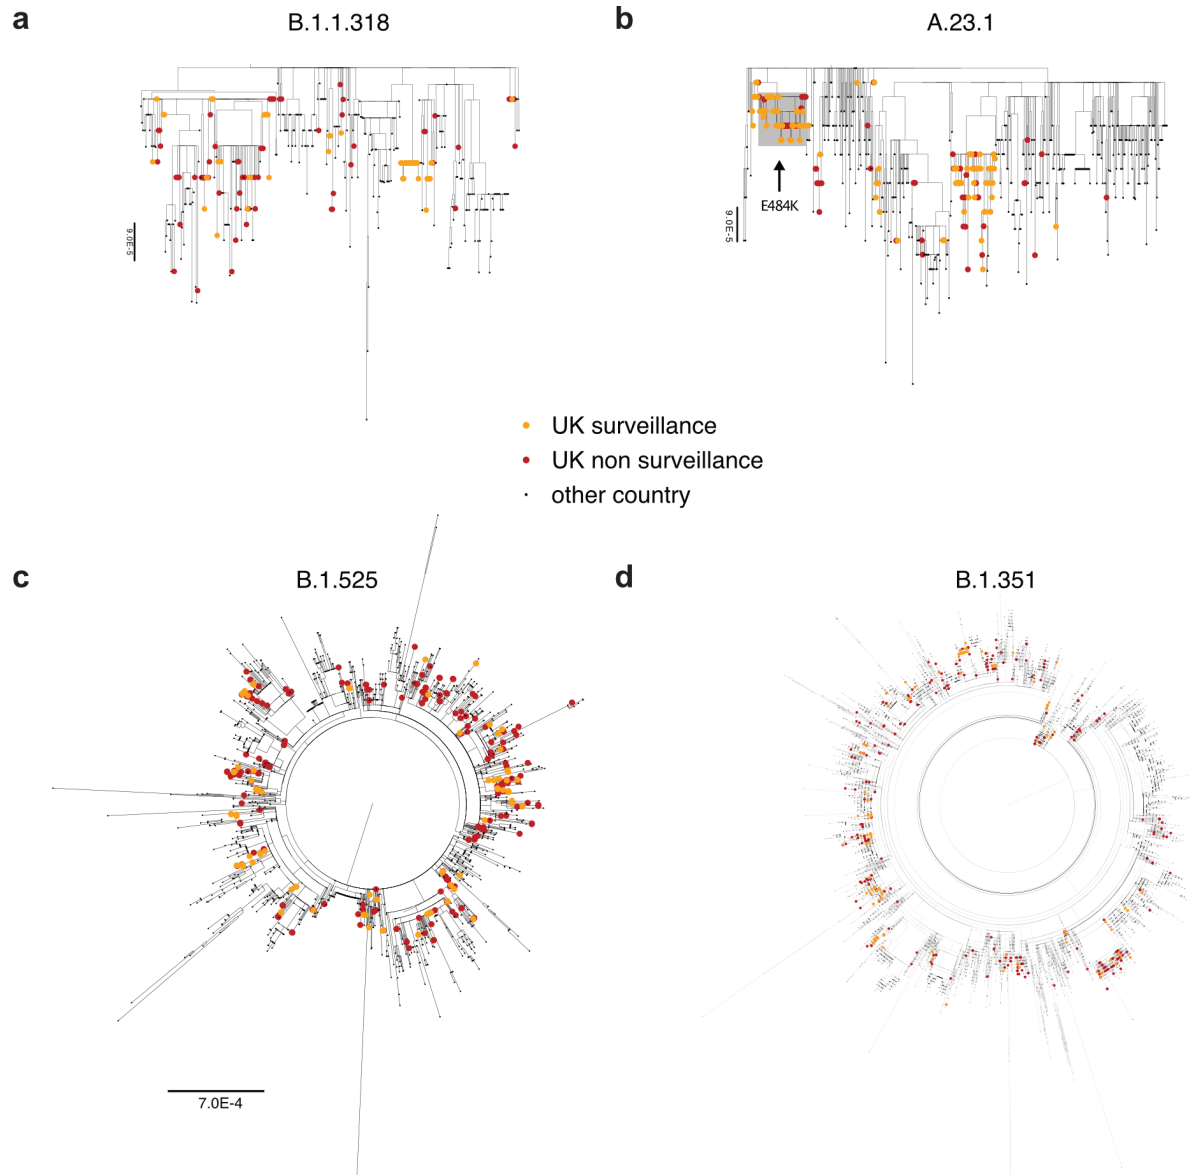 a
B.1.1.318
9.0E-5
b
A.23.1
E484K
9.0E-5
UK surveillance
UK non surveillance
other country
c
B.1.525
7.0E-4
d
B.1.351